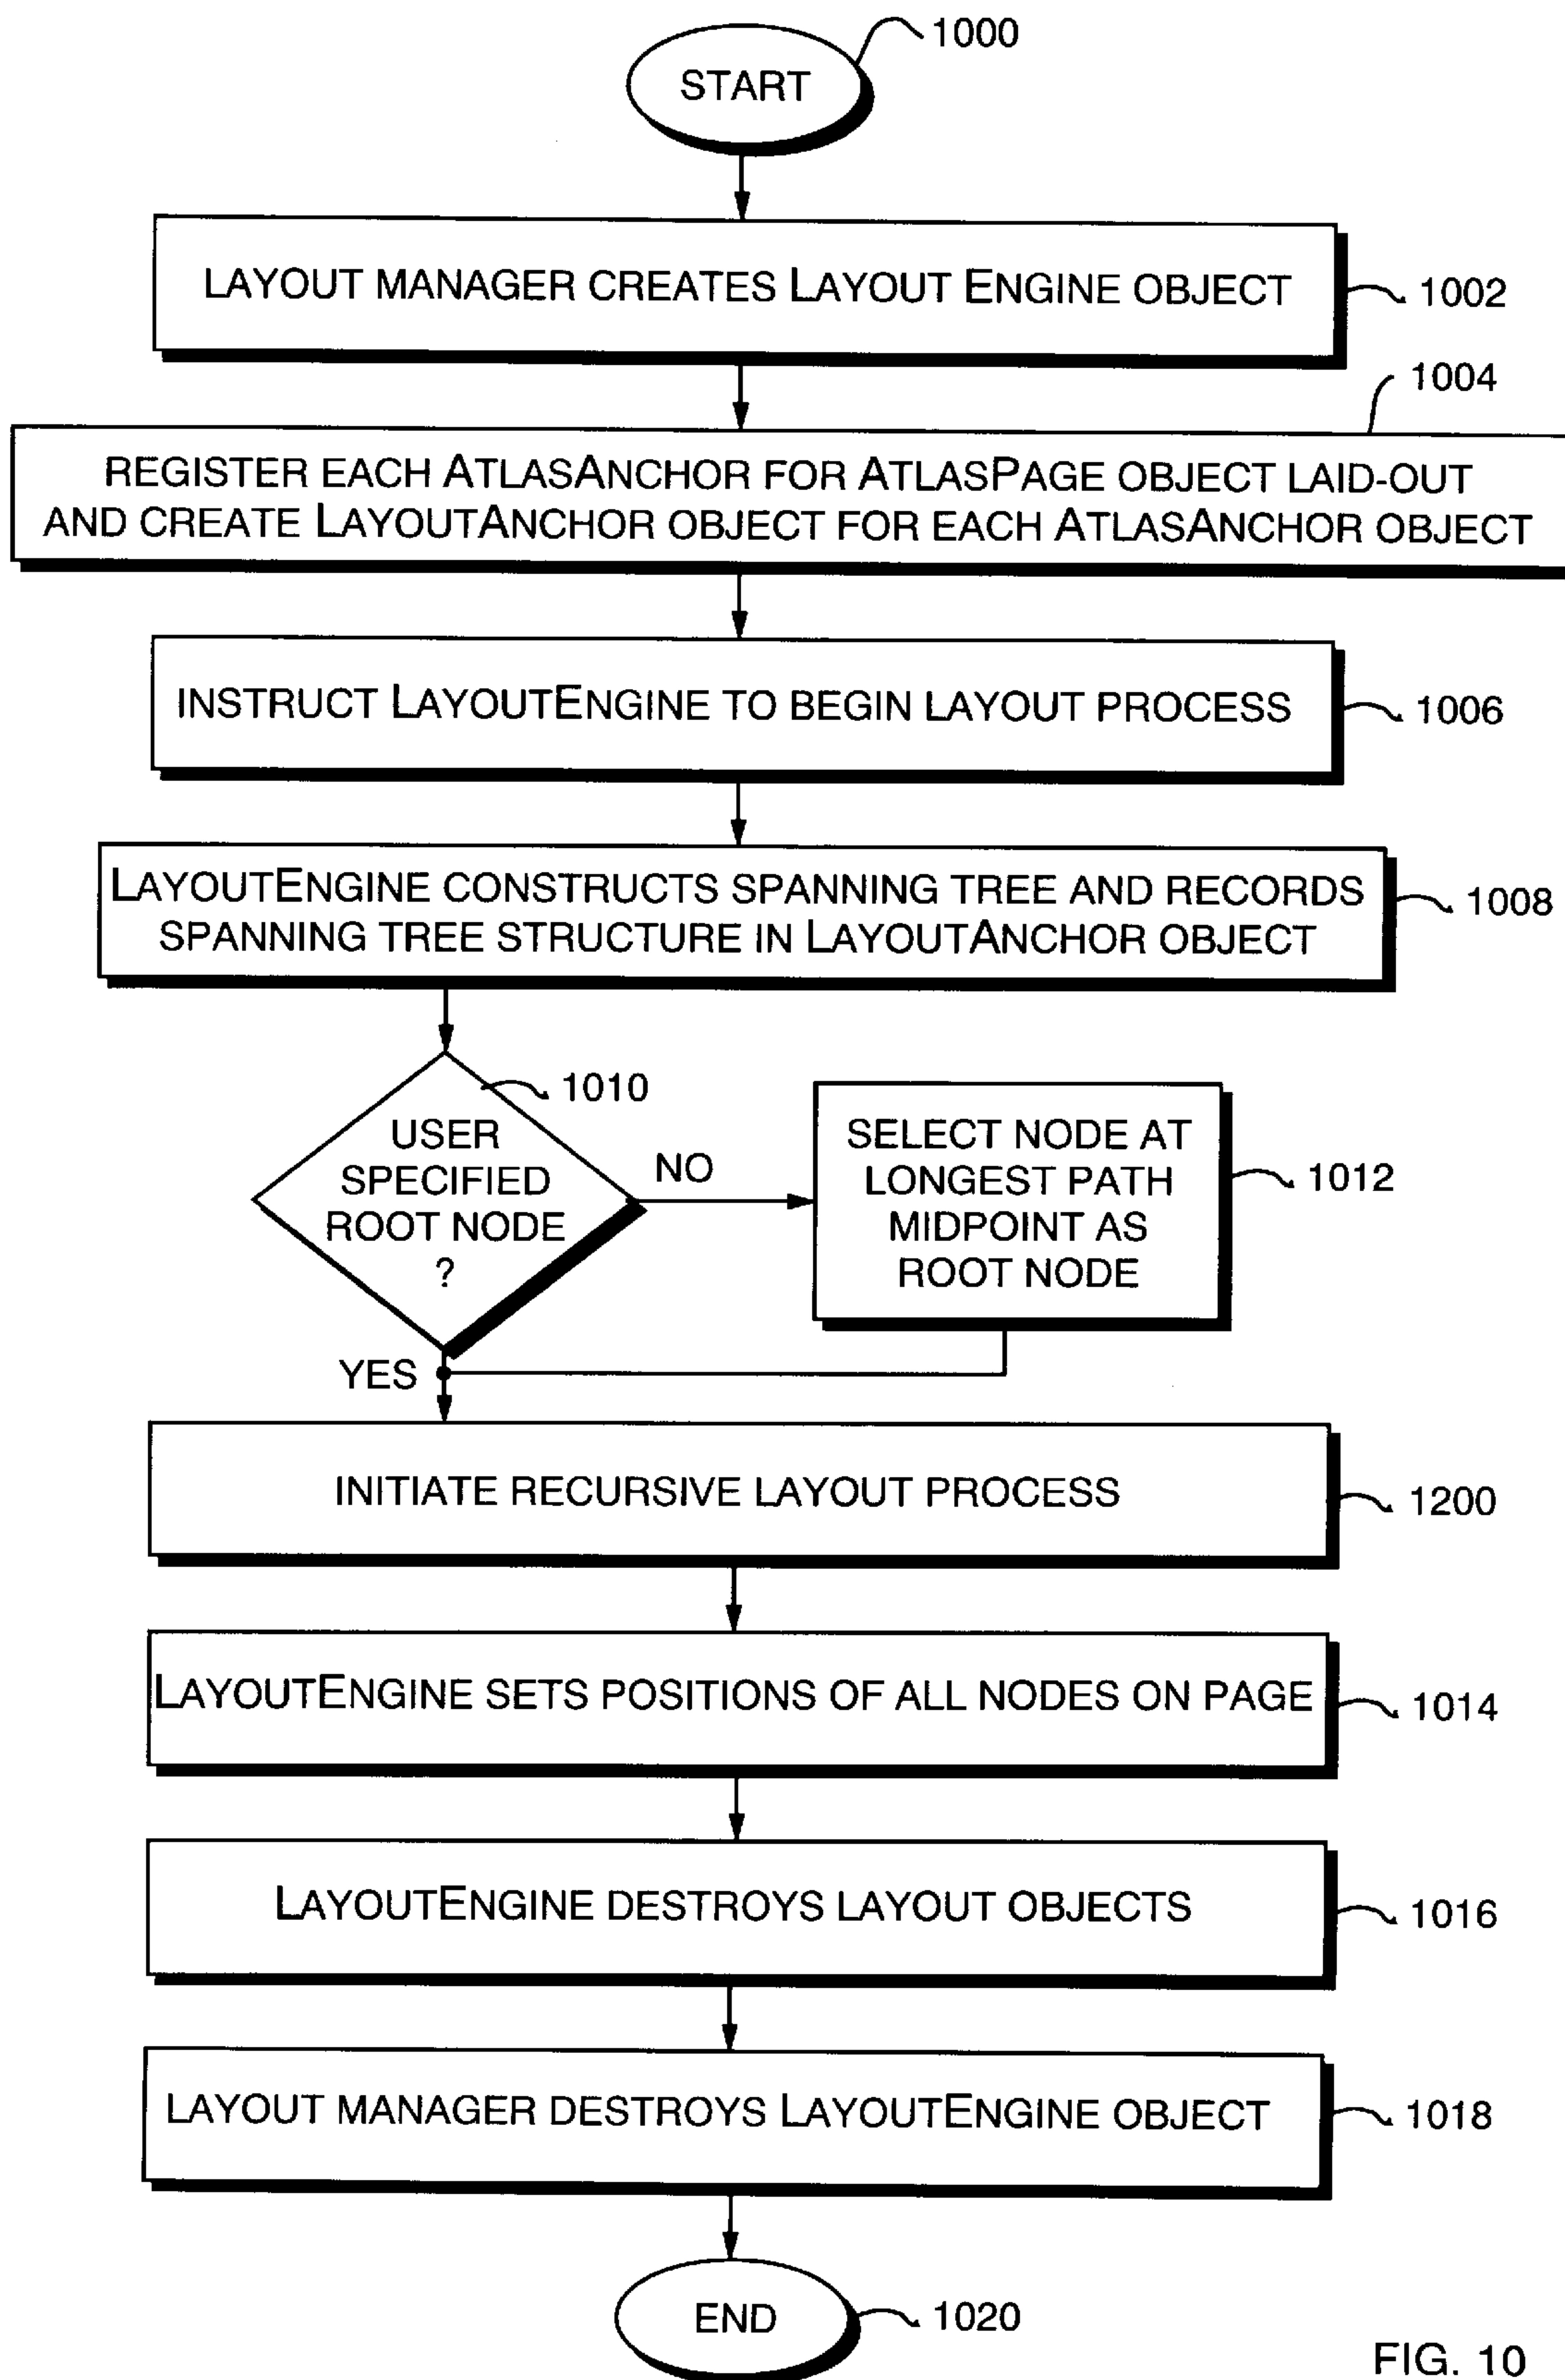 START
1000
LAYOUT MANAGER CREATES LAYOUT ENGINE OBJECT
1002
1004
REGISTER EACH ATLASANCHOR FOR ATLASPAGE OBJECT LAID-OUT
AND CREATE LAYOUTANCHOR OBJECT FOR EACH ATLASANCHOR OBJECT
INSTRUCT LAYOUTENGINE TO BEGIN LAYOUT PROCESS
1006
LAYOUTENGINE CONSTRUCTS SPANNING TREE AND RECORDS
SPANNING TREE STRUCTURE IN LAYOUTANCHOR OBJECT
1008
1010
USER
SPECIFIED
ROOT NODE
?
NO
SELECT NODE AT
LONGEST PATH
MIDPOINT AS
ROOT NODE
1012
YES
INITIATE RECURSIVE LAYOUT PROCESS
1200
LAYOUTENGINE SETS POSITIONS OF ALL NODES ON PAGE
1014
LAYOUTENGINE DESTROYS LAYOUT OBJECTS
1016
LAYOUT MANAGER DESTROYS LAYOUTENGINE OBJECT
1018
END
1020
FIG. 10